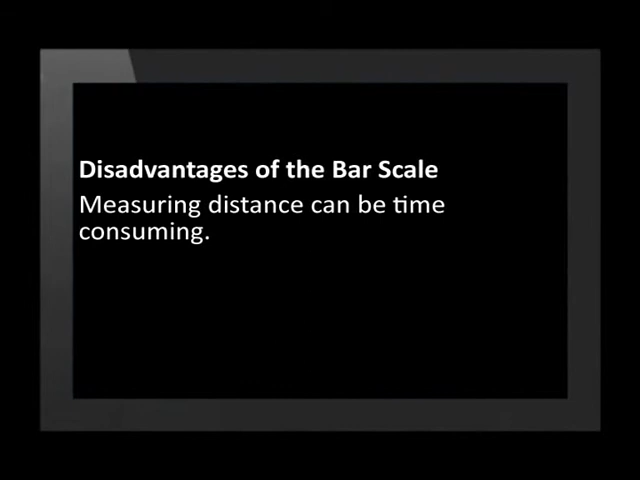 Disadvantages of the Bar Scale
Measuring distance can be time
consuming.